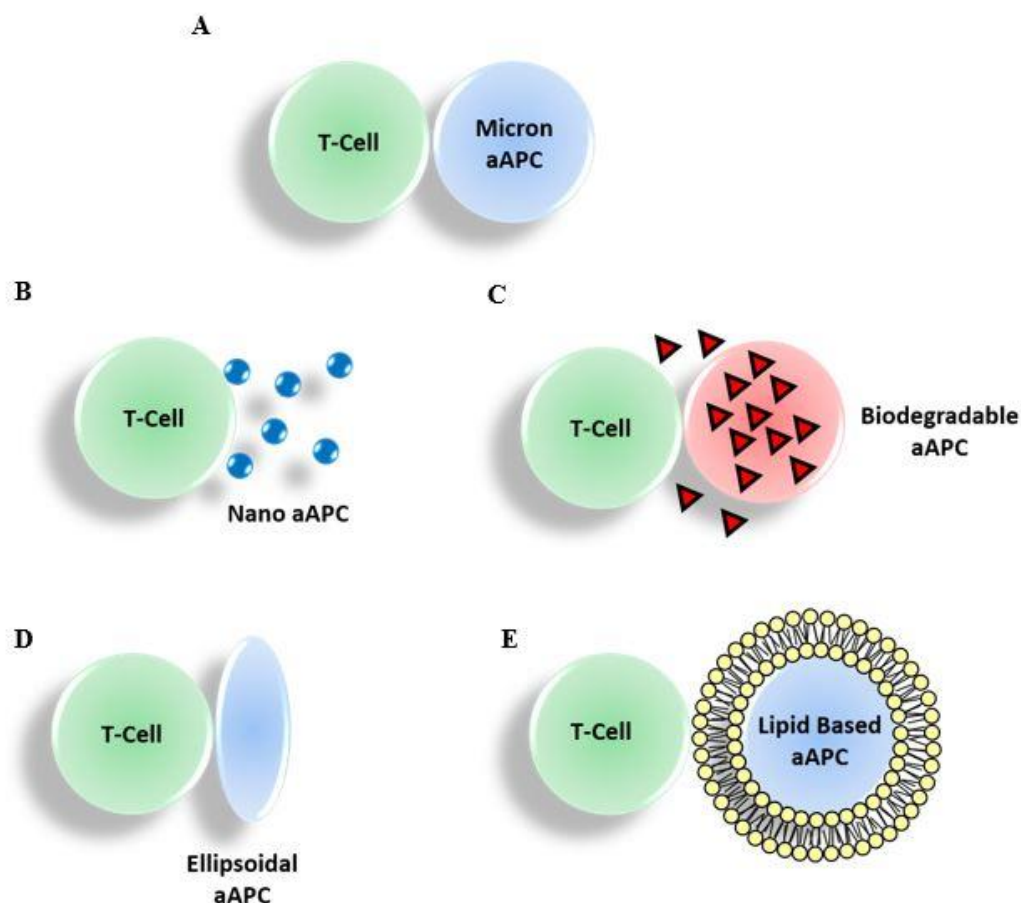 A
T-Cell
Micron
aAPC
B
T-Cell
Nano aAPC
C
T-Cell
Biodegradable
aAPC
D
T-Cell
Ellipsoidal
aAPC
E
T-Cell
Lipid Based
aAPC